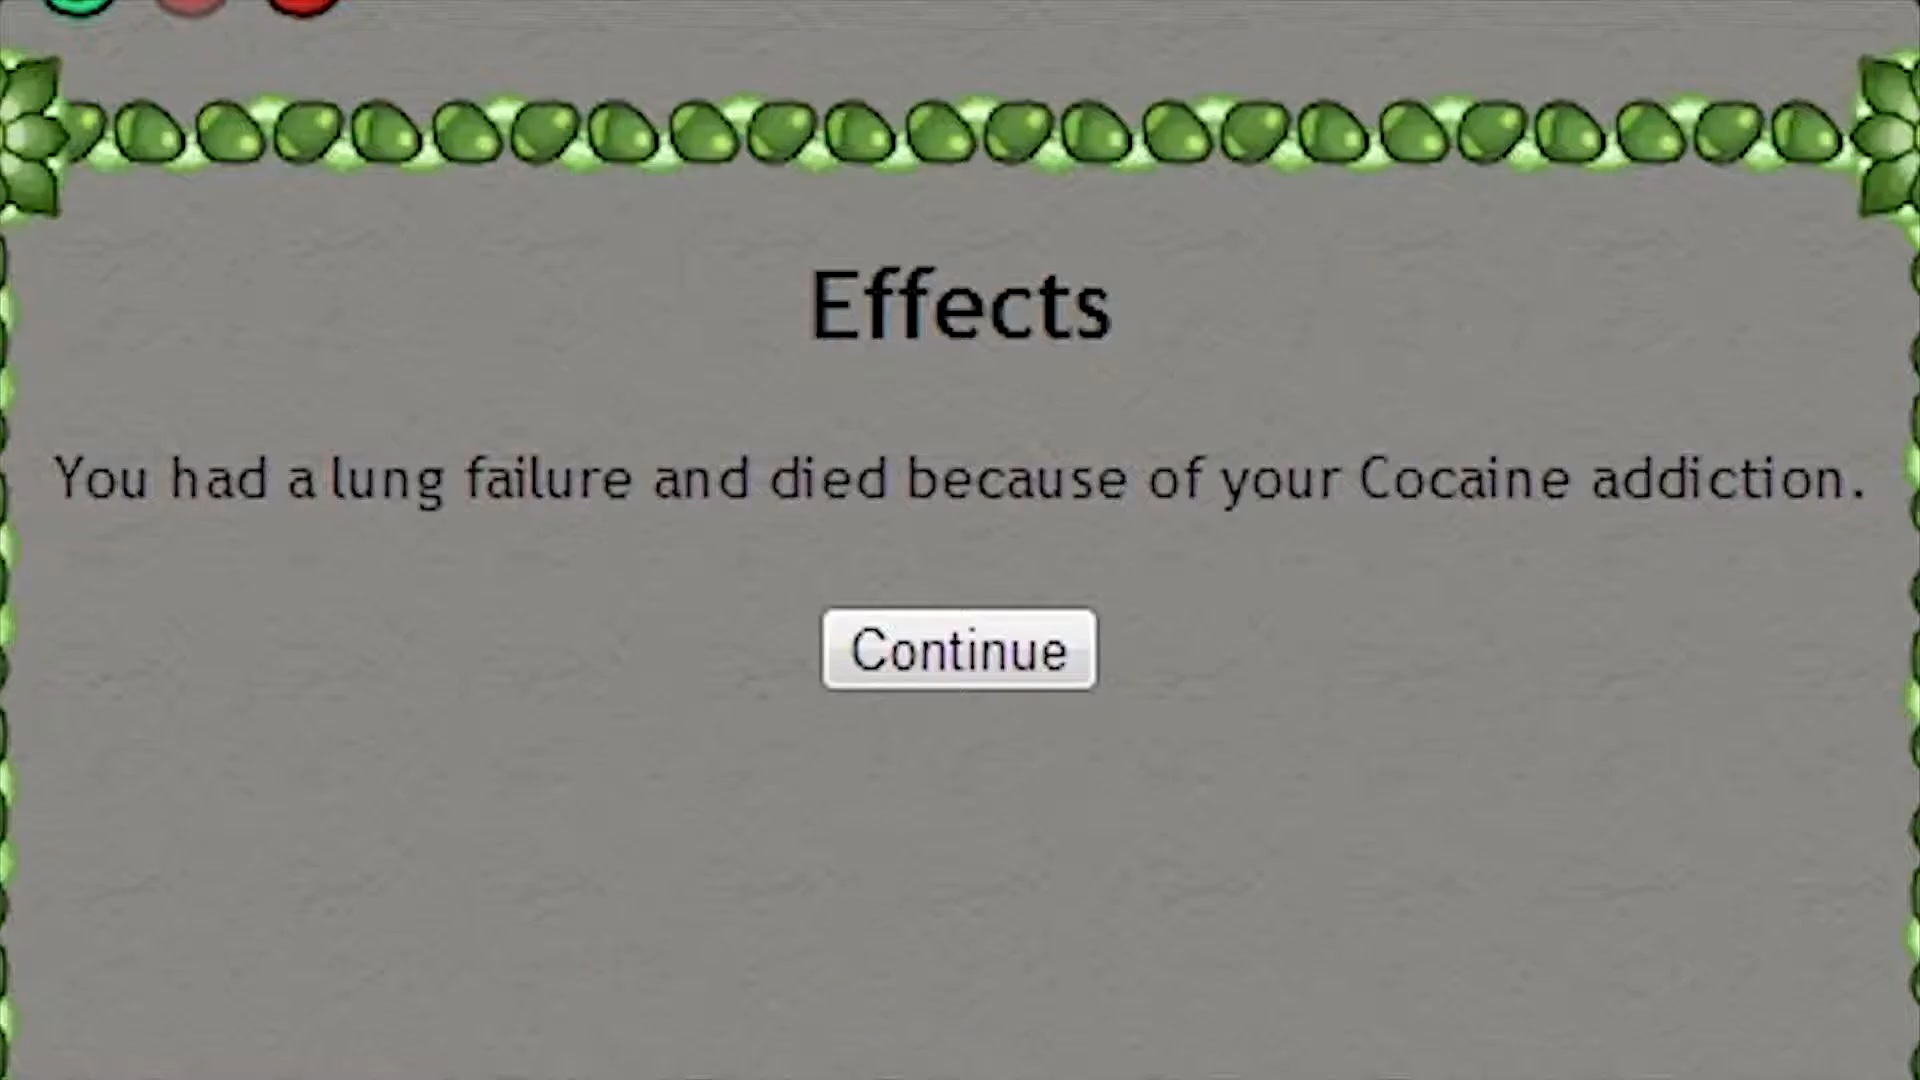 Effects
You had a lung failure and died because of your Cocaine addiction.
Continue